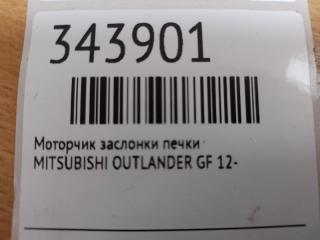 343901
Моторчик заслонки печки
MITSUBISHI OUTLANDER GF 12-